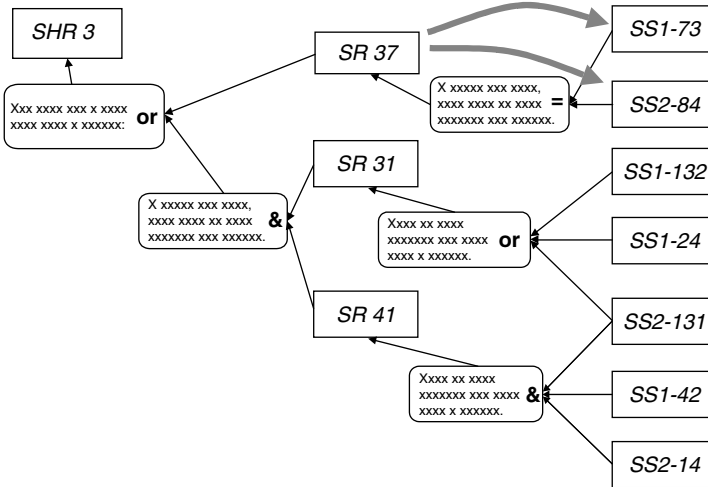 SHR 3
SR 37
SS1-73
Xxx xxxx xxx x xxxx
xxxx xxxx x xxxxxx:
or
X xxxxx xxx xxxx,
xxxx xxxx xx xxxx
xxxxxxx xxx xxxxxx.
=
SS2-84
SR 31
SS1-132
X xxxxx xxx xxxx,
xxxx xxxx xx xxxx
xxxxxxx xxx xxxxxx.
&
Xxxx xx xxxx
xxxxxxx xxx xxxx
xxxx x xxxxxx.
or
SS1-24
SR 41
SS2-131
Xxxx xx xxxx
xxxxxxx xxx xxxx
xxxx x xxxxxx.
&
SS1-42
SS2-14